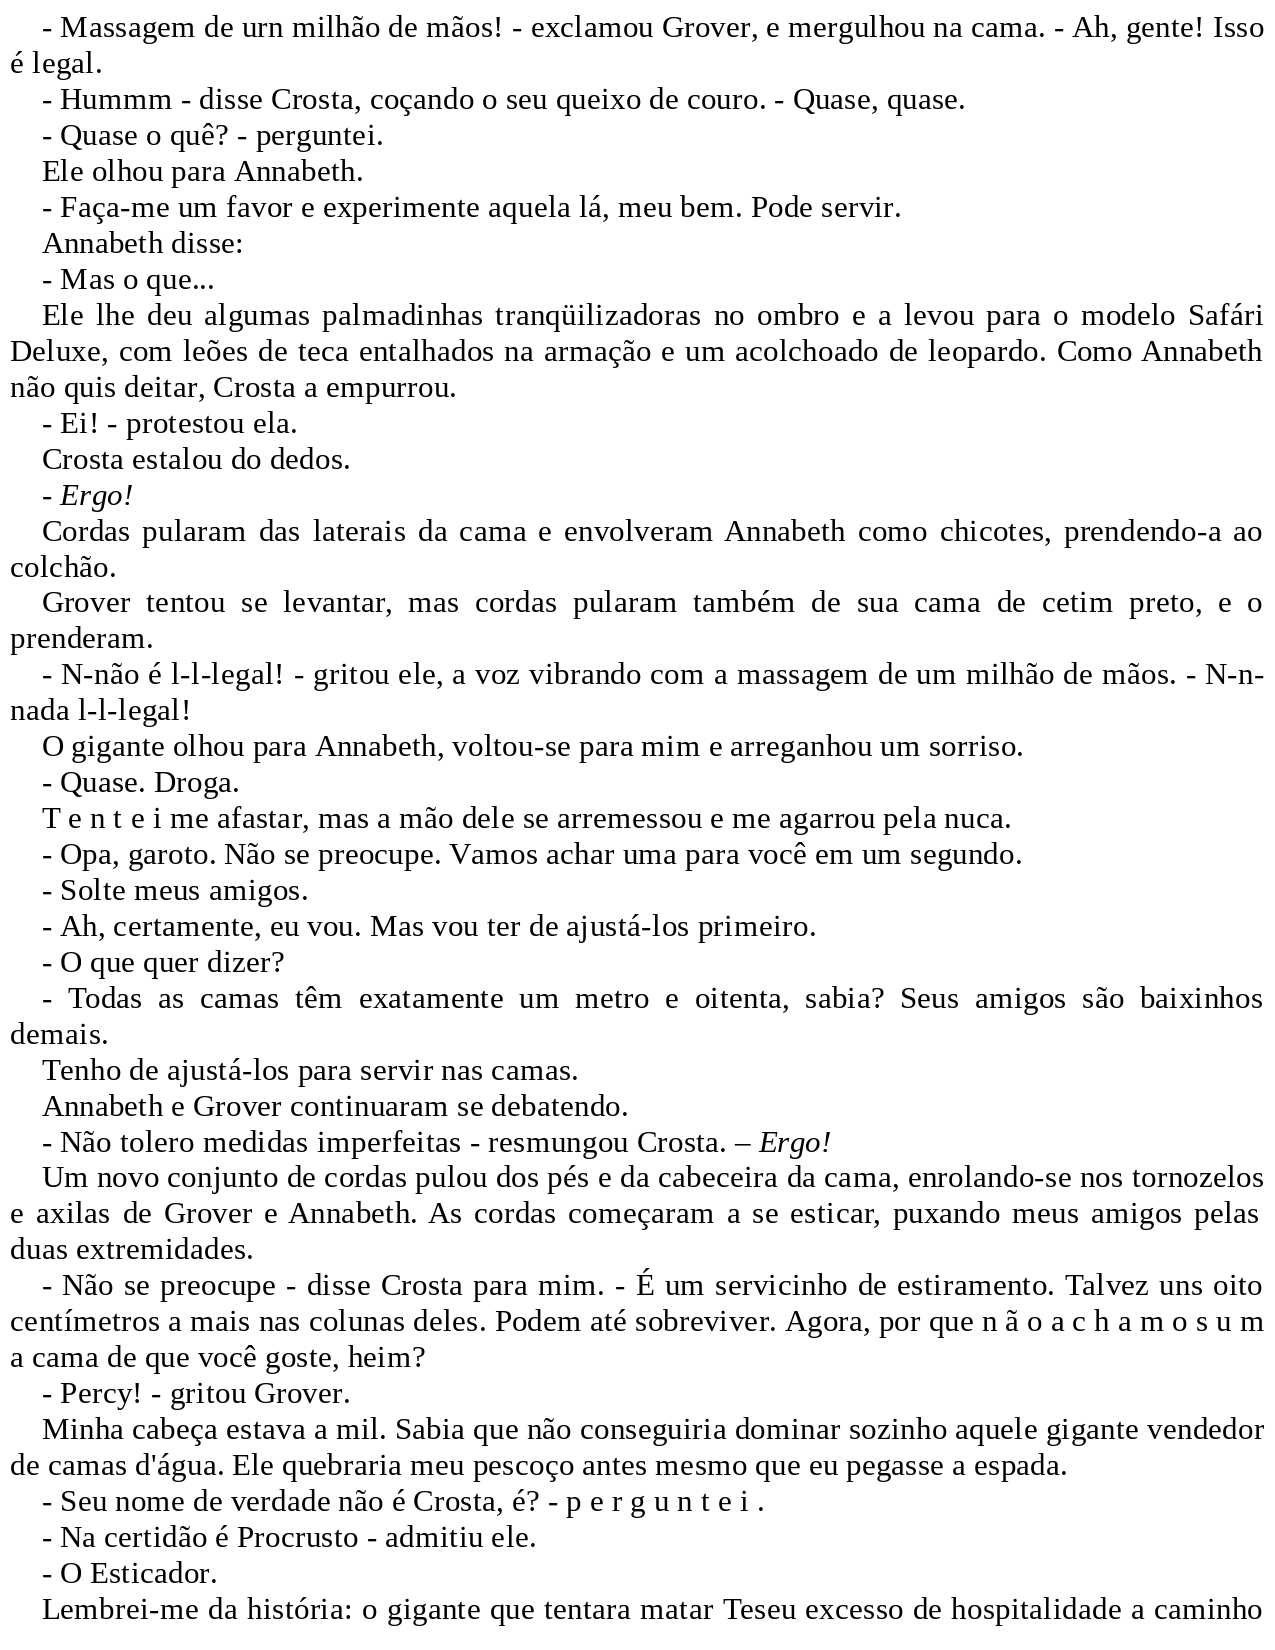 - Massagem de urn milhão de mãos! - exclamou Grover, e mergulhou na cama. - Ah, gente! Isso
é legal.
- Hummm - disse Crosta, coçando o seu queixo de couro. - Quase, quase.
- Quase o quê? - perguntei.
Ele olhou para Annabeth.
- Faça-me um favor e experimente aquela lá, meu bem. Pode servir.
Annabeth disse:
- Mas o que...
Ele lhe deu algumas palmadinhas tranqüilizadoras no ombro e a levou para o modelo Safári
Deluxe, com leões de teca entalhados na armação e um acolchoado de leopardo. Como Annabeth
não quis deitar, Crosta a empurrou.
- Ei! - protestou ela.
Crosta estalou do dedos.
- Ergo!
Cordas pularam das laterais da cama e envolveram Annabeth como chicotes, prendendo-a ao
colchão.
Grover tentou se levantar, mas cordas pularam também de sua cama de cetim preto, e o
prenderam.
- N-não é l-l-legal! - gritou ele, a voz vibrando com a massagem de um milhão de mãos. - N-n-
nada l-l-legal!
O gigante olhou para Annabeth, voltou-se para mim e arreganhou um sorriso.
- Quase. Droga.
T e n t e i me afastar, mas a mão dele se arremessou e me agarrou pela nuca.
- Opa, garoto. Não se preocupe. Vamos achar uma para você em um segundo.
- Solte meus amigos.
- Ah, certamente, eu vou. Mas vou ter de ajustá-los primeiro.
- O que quer dizer?
- Todas as camas têm exatamente um metro e oitenta, sabia? Seus amigos são baixinhos
demais.
Tenho de ajustá-los para servir nas camas.
Annabeth e Grover continuaram se debatendo.
- Não tolero medidas imperfeitas - resmungou Crosta. – Ergo!
Um novo conjunto de cordas pulou dos pés e da cabeceira da cama, enrolando-se nos tornozelos
e axilas de Grover e Annabeth. As cordas começaram a se esticar, puxando meus amigos pelas
duas extremidades.
- Não se preocupe - disse Crosta para mim. - É um servicinho de estiramento. Talvez uns oito
centímetros a mais nas colunas deles. Podem até sobreviver. Agora, por que n ã o a c h a m o s u m
a cama de que você goste, heim?
- Percy! - gritou Grover.
Minha cabeça estava a mil. Sabia que não conseguiria dominar sozinho aquele gigante vendedor
de camas d'água. Ele quebraria meu pescoço antes mesmo que eu pegasse a espada.
- Seu nome de verdade não é Crosta, é? - p e r g u n t e i .
- Na certidão é Procrusto - admitiu ele.
- O Esticador.
Lembrei-me da história: o gigante que tentara matar Teseu excesso de hospitalidade a caminho